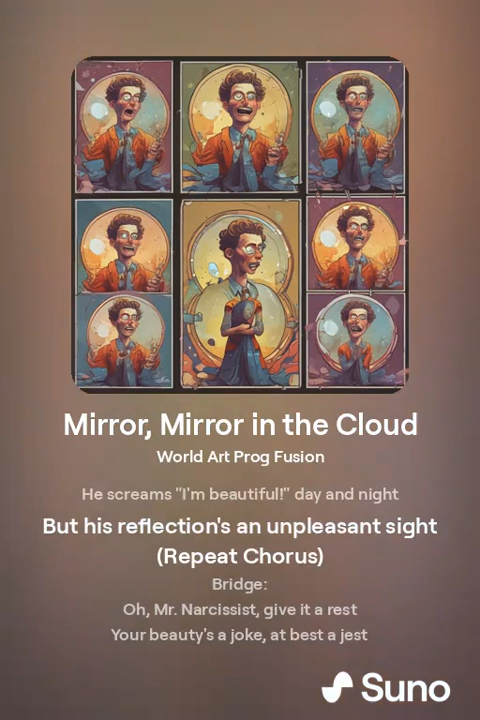 Mirror, Mirror in the Cloud
World Art Prog Fusion
He screams "I'm beautiful!" day and night
But his reflection's an unpleasant sight
(Repeat Chorus)
Bridge:
Oh, Mr. Narcissist, give it a rest
Your beauty's a joke, at best a jest
Suno